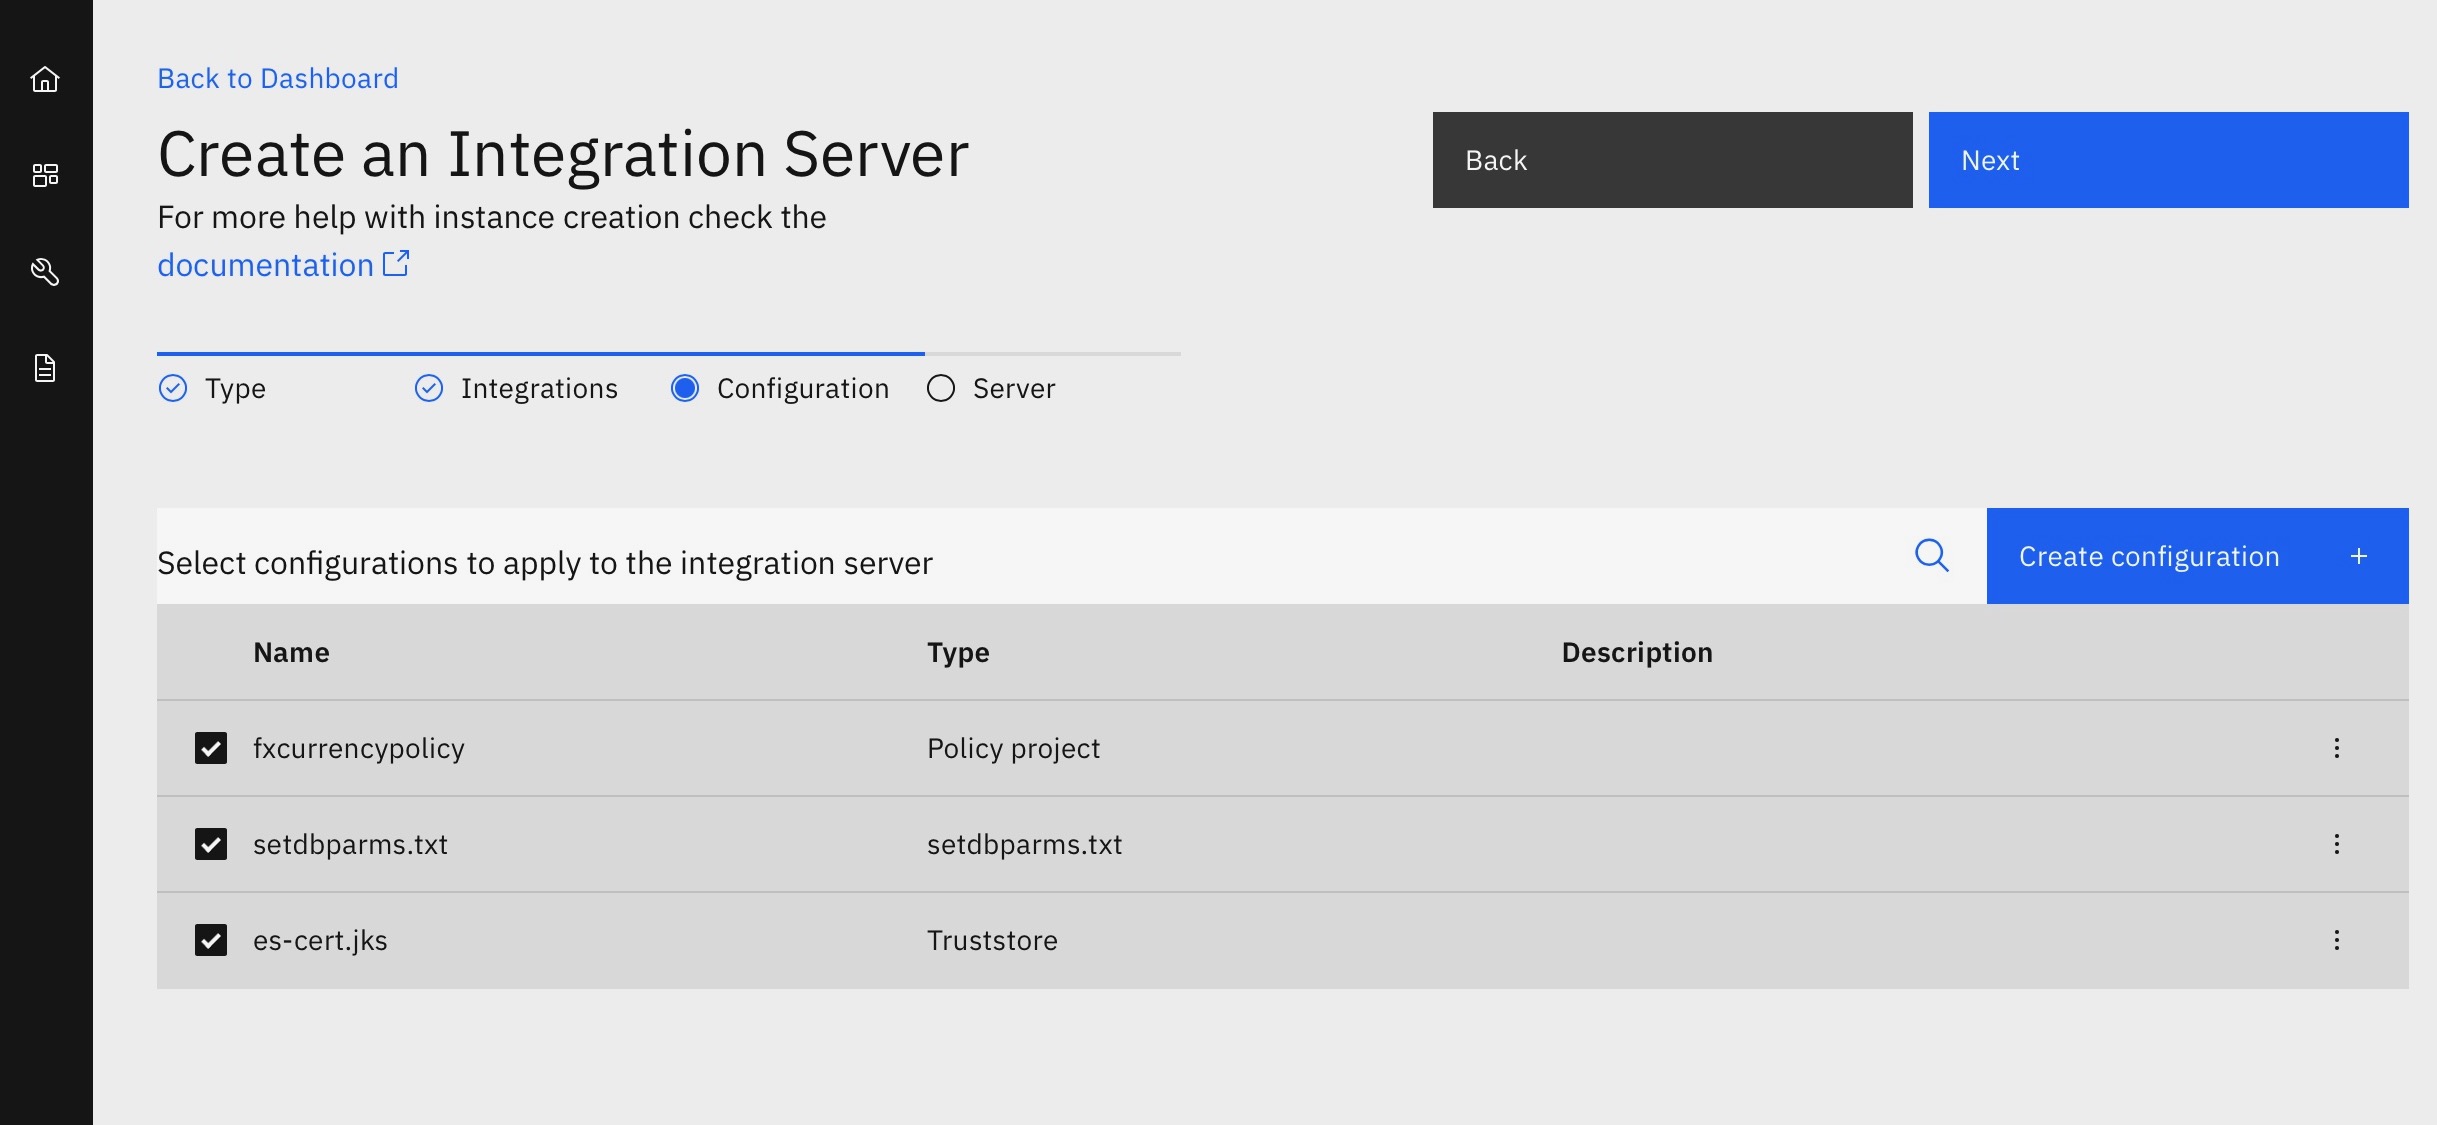 Back to Dashboard
Create an Integration Server
For more help with instance creation check the
documentation
Back
Next
Type
Integrations
Configuration
Server
Select configurations to apply to the integration server
Create configuration +
Name Type Description
fxcurrencypolicy Policy project
setdbparms.txt setdbparms.txt
es-cert.jks Truststore